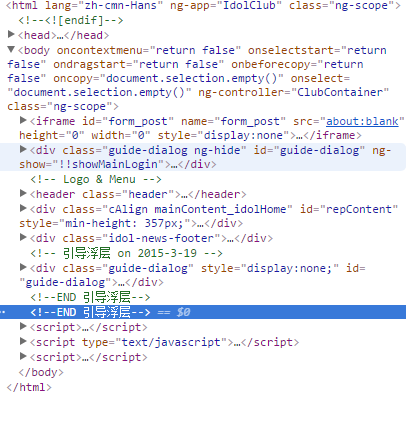 <html lang="zh-cmn-Hans" ng-app="IdolClub" class="ng-scope">
<!--<![endif]-->
<head>…</head>
<body oncontextmenu="return false" onselectstart="return
false" ondragstart="return false" onbeforecopy="return
false" oncopy="document.selection.empty()" onselect=
"document.selection.empty()" ng-controller="ClubContainer"
class="ng-scope">
<iframe id="form_post" name="form_post" src="about:blank"
height="0" width="0" style="display:none">…</iframe>
<div class="guide-dialog ng-hide" id="guide-dialog" ng-
show="!!showMainLogin">…</div>
<!-- Logo & Menu -->
<header class="header">…</header>
<div class="cAlign mainContent_idolHome" id="repContent"
style="min-height: 357px;">…</div>
<div class="idol-news-footer">…</div>
<!-- 引导浮层 on 2015-3-19 -->
<div class="guide-dialog" style="display:none;" id=
"guide-dialog">…</div>
<!--END 引导浮层-->
<!--END 引导浮层--> == $0
<script>…</script>
<script type="text/javascript">…</script>
<script>…</script>
</body>
</html>